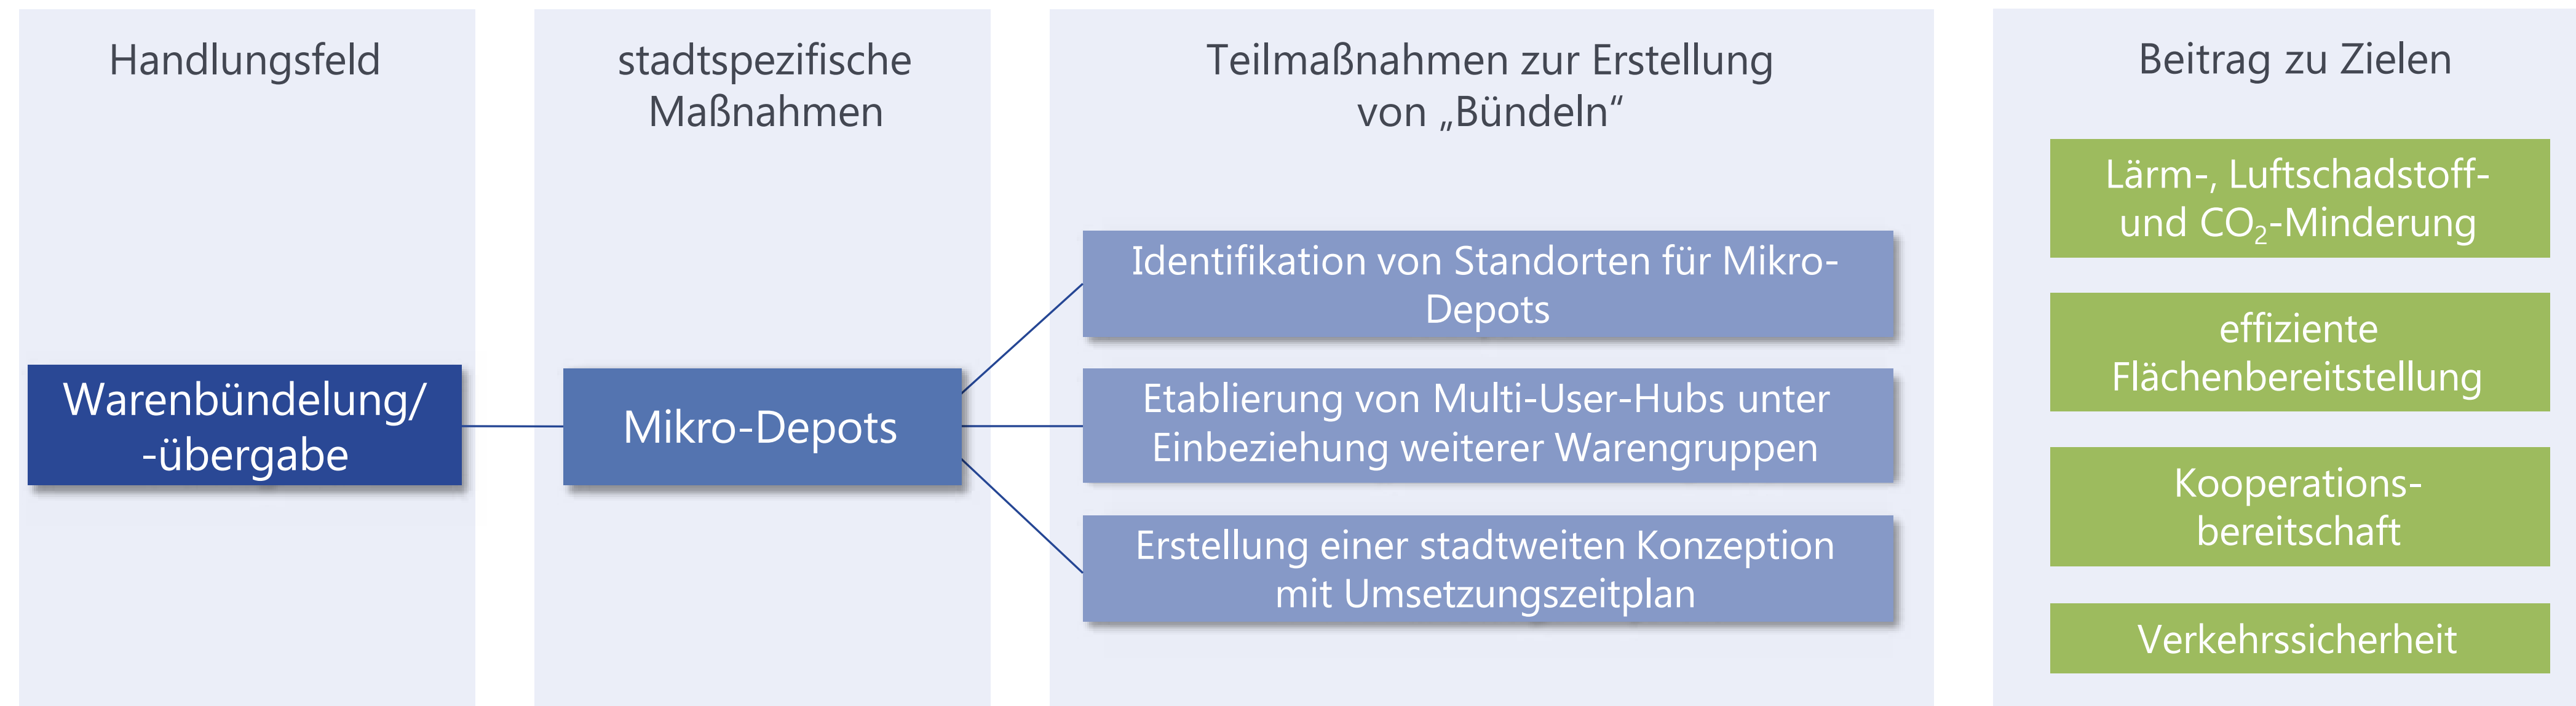 Handlungsfeld
Warenbündelung/
-übergabe
stadtspezifische
Maßnahmen
Mikro-Depots
Teilmaßnahmen zur Erstellung
von „Bündeln“
Identifikation von Standorten für Mikro-
Depots
Etablierung von Multi-User-Hubs unter
Einbeziehung weiterer Warengruppen
Erstellung einer stadtweiten Konzeption
mit Umsetzungszeitplan
Beitrag zu Zielen
Lärm-, Luftschadstoff-
und CO₂-Minderung
effiziente
Flächenbereitstellung
Kooperations-
bereitschaft
Verkehrssicherheit